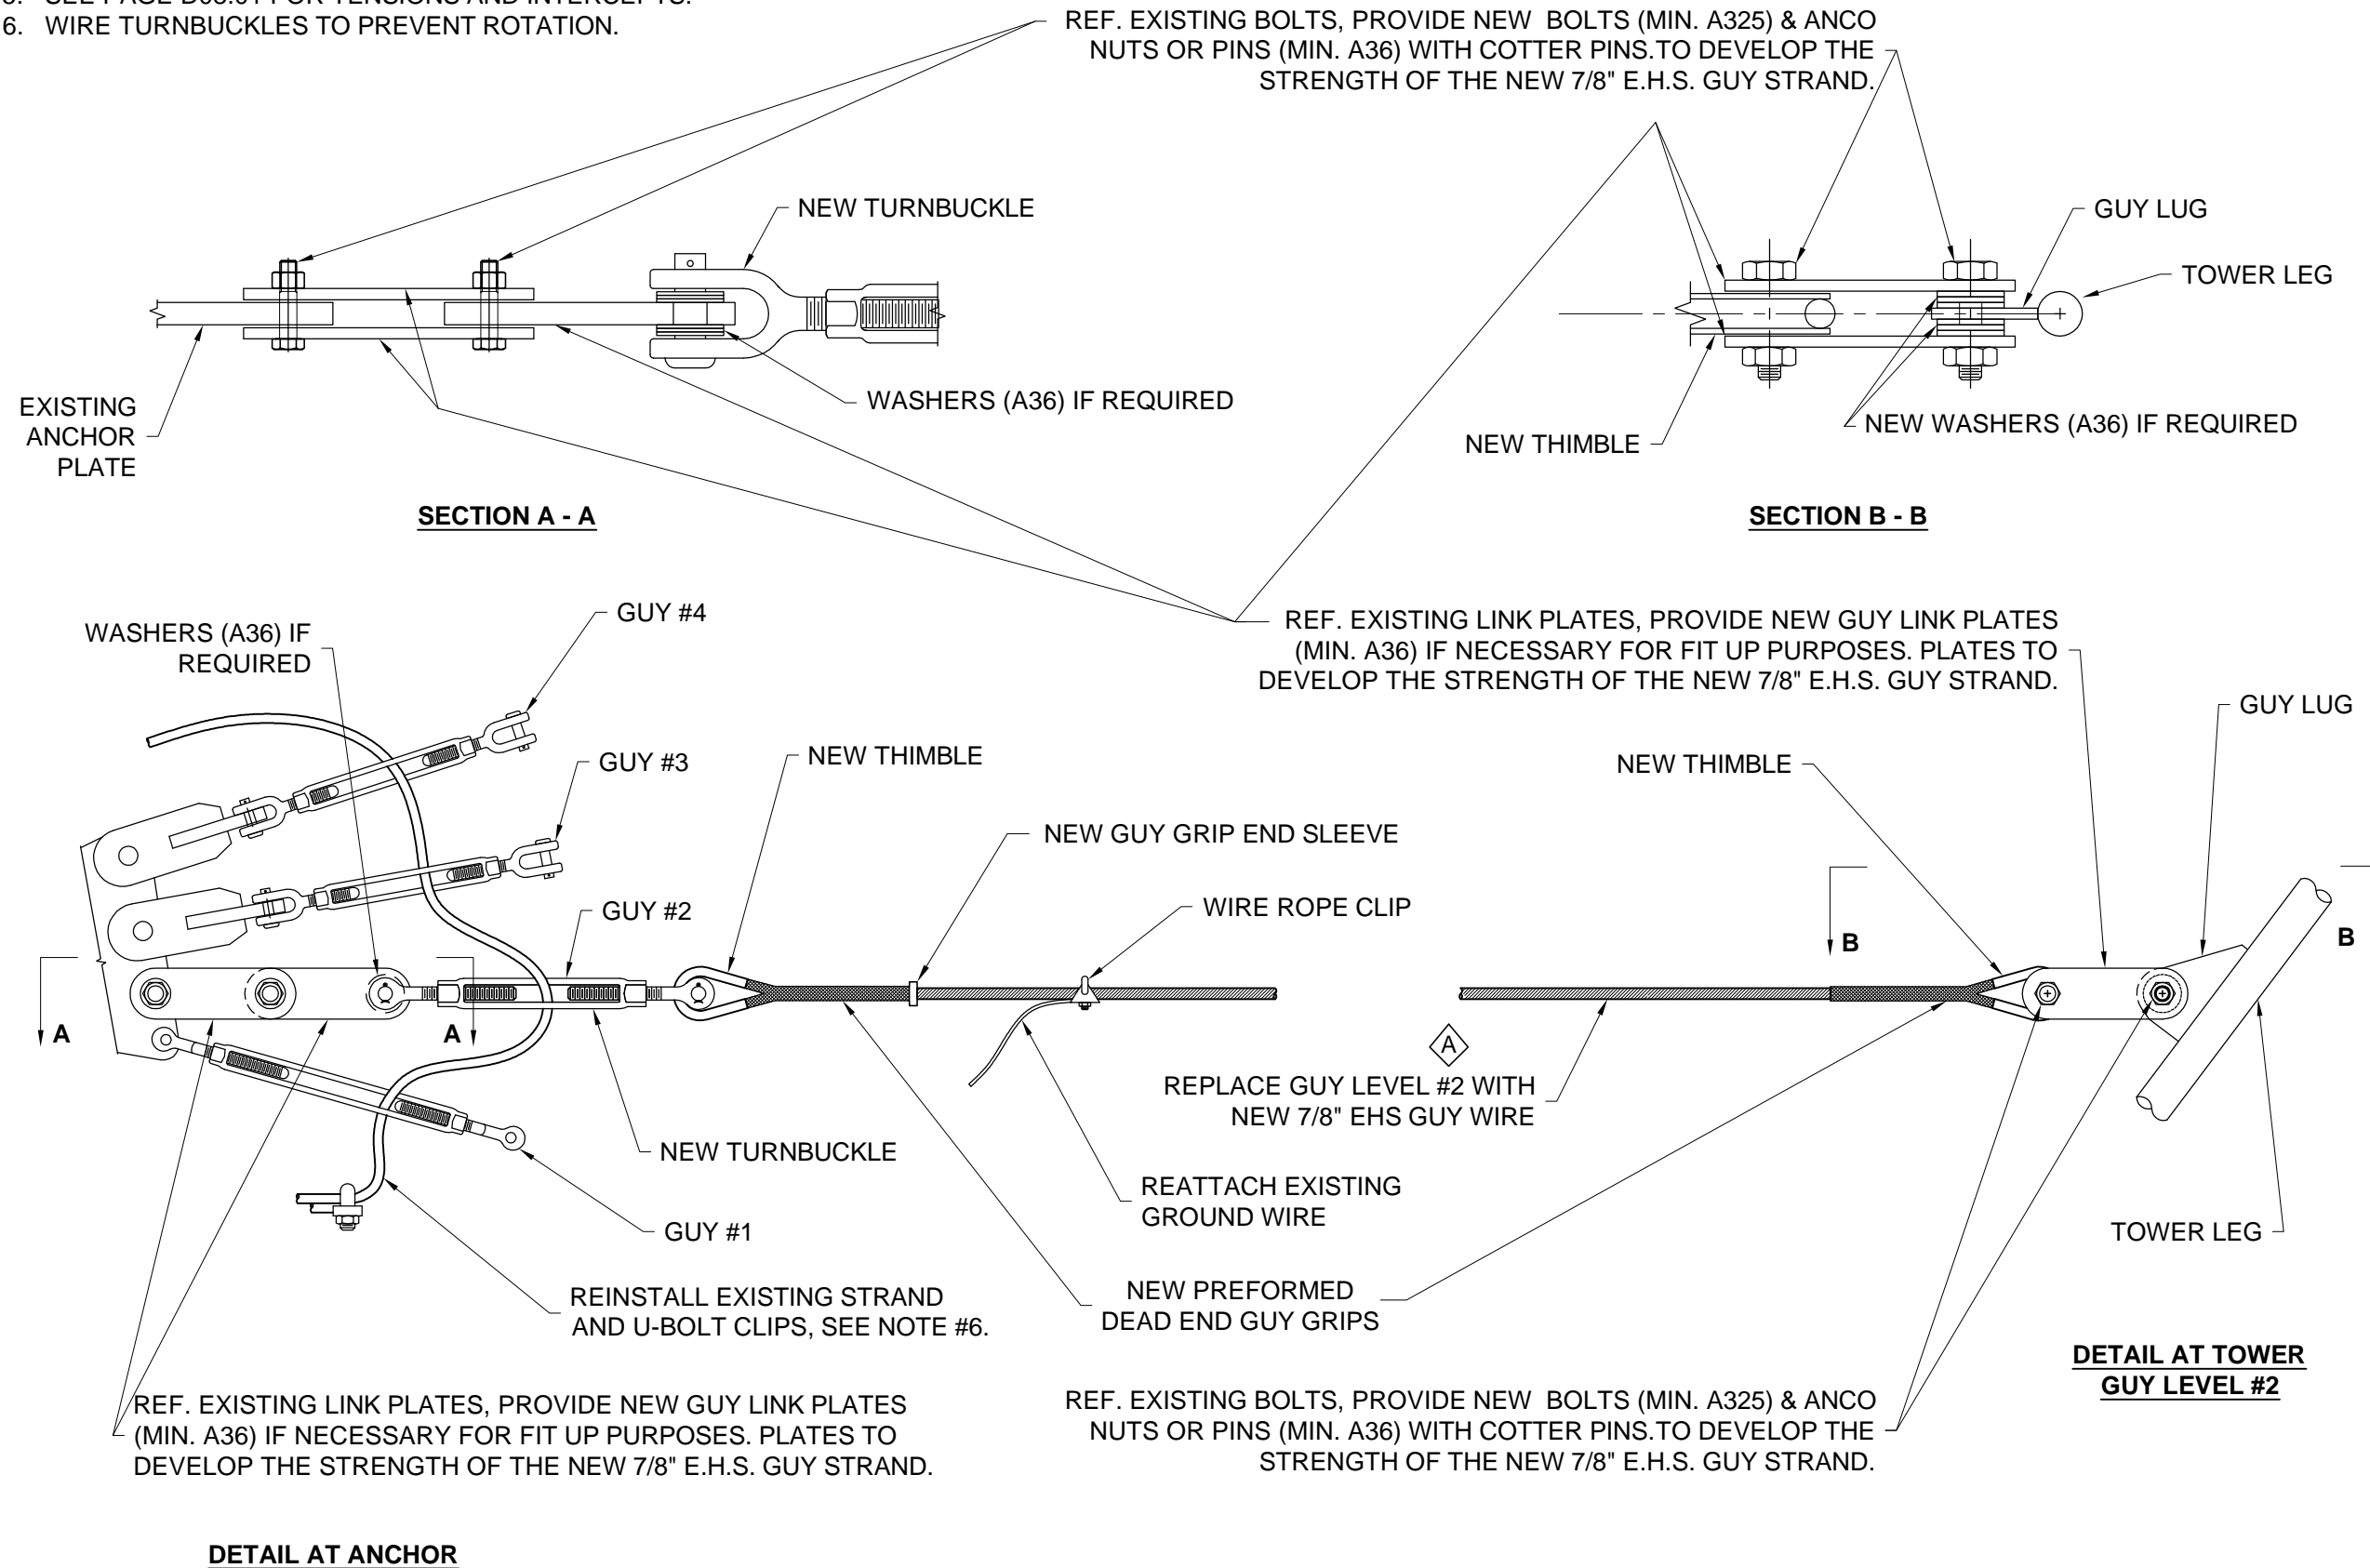 6. WIRE TURNBUCKLES TO PREVENT ROTATION.
REF. EXISTING BOLTS, PROVIDE NEW BOLTS (MIN. A325) & ANCO
NUTS OR PINS (MIN. A36) WITH COTTER PINS.TO DEVELOP THE
STRENGTH OF THE NEW 7/8" E.H.S. GUY STRAND.
NEW TURNBUCKLE
GUY LUG
TOWER LEG
WASHERS (A36) IF REQUIRED
EXISTING
ANCHOR
PLATE
NEW WASHERS (A36) IF REQUIRED
NEW THIMBLE
SECTION A - A
SECTION B - B
GUY #4
WASHERS (A36) IF
REQUIRED
REF. EXISTING LINK PLATES, PROVIDE NEW GUY LINK PLATES
(MIN. A36) IF NECESSARY FOR FIT UP PURPOSES. PLATES TO
DEVELOP THE STRENGTH OF THE NEW 7/8" E.H.S. GUY STRAND.
GUY LUG
GUY #3
NEW THIMBLE
NEW THIMBLE
NEW GUY GRIP END SLEEVE
GUY #2
WIRE ROPE CLIP
B
B
A
A
A
REPLACE GUY LEVEL #2 WITH
NEW 7/8" EHS GUY WIRE
NEW TURNBUCKLE
REATTACH EXISTING
GROUND WIRE
GUY #1
TOWER LEG
REINSTALL EXISTING STRAND
AND U-BOLT CLIPS, SEE NOTE #6.
NEW PREFORMED
DEAD END GUY GRIPS
DETAIL AT TOWER
GUY LEVEL #2
REF. EXISTING LINK PLATES, PROVIDE NEW GUY LINK PLATES
(MIN. A36) IF NECESSARY FOR FIT UP PURPOSES. PLATES TO
DEVELOP THE STRENGTH OF THE NEW 7/8" E.H.S. GUY STRAND.
REF. EXISTING BOLTS, PROVIDE NEW BOLTS (MIN. A325) & ANCO
NUTS OR PINS (MIN. A36) WITH COTTER PINS.TO DEVELOP THE
STRENGTH OF THE NEW 7/8" E.H.S. GUY STRAND.
DETAIL AT ANCHOR